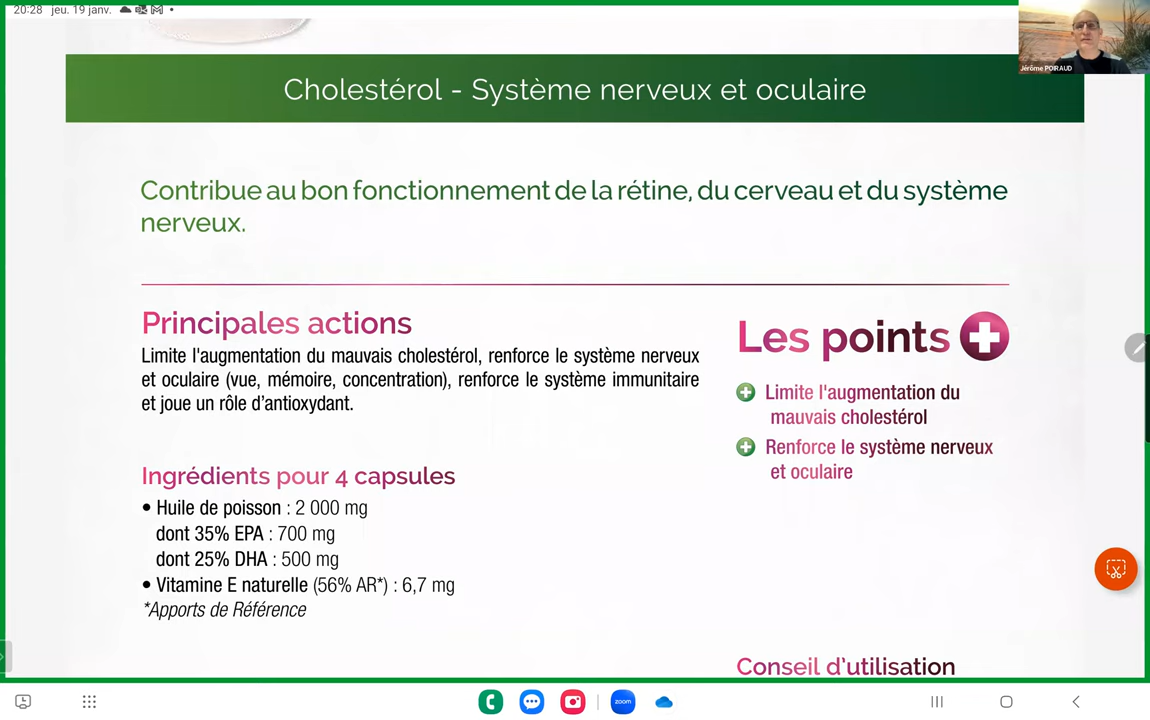 20:28 jeu. 19 janv.
Jérôme POIRAUD
Cholestérol - Système nerveux et oculaire
Contribue au bon fonctionnement de la rétine, du cerveau et du système
nerveux.
Principales actions
Limite l'augmentation du mauvais cholestérol, renforce le système nerveux
et oculaire (vue, mémoire, concentration), renforce le système immunitaire
et joue un rôle d’antioxydant.
Ingrédients pour 4 capsules
• Huile de poisson : 2 000 mg
dont 35% EPA : 700 mg
dont 25% DHA : 500 mg
• Vitamine E naturelle (56% AR*) : 6,7 mg
*Apports de Référence
Les points
Limite l'augmentation du
mauvais cholestérol
Renforce le système nerveux
et oculaire
Conseil d’utilisation
zoom